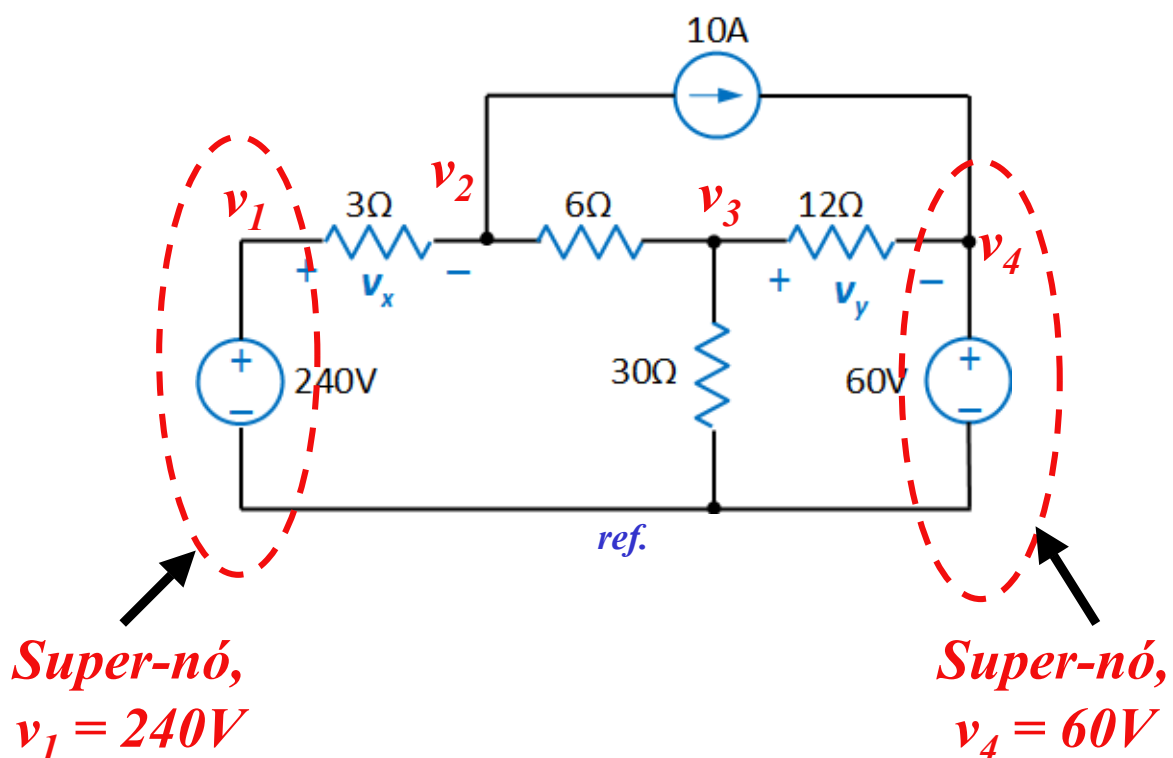 10A
v2
v1
3Ω
6Ω
v3
12Ω
v4
+ vx −
+ vy −
+
−
240V
30Ω
60V
+
−
ref.
Super-nó,
v1 = 240V
Super-nó,
v4 = 60V